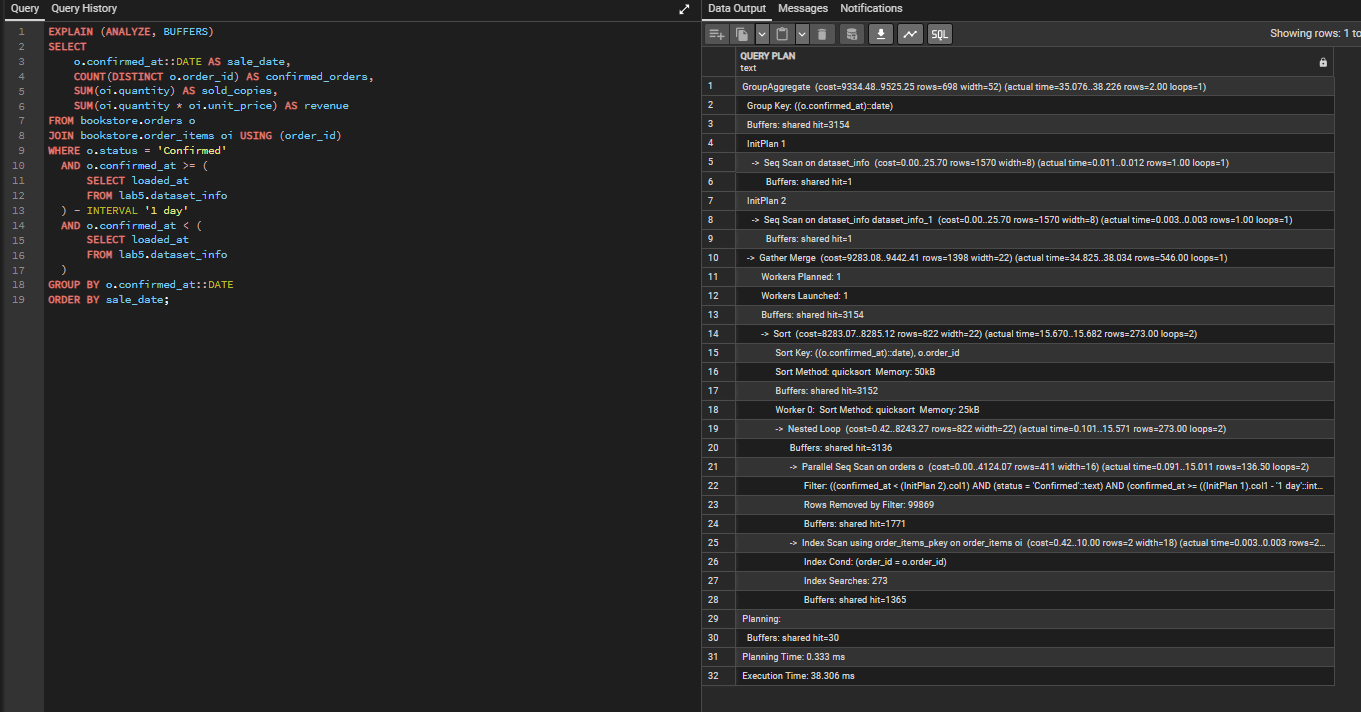 Query Query History
1 EXPLAIN (ANALYZE, BUFFERS)
2 SELECT
3 o.confirmed_at::DATE AS sale_date,
4 COUNT(DISTINCT o.order_id) AS confirmed_orders,
5 SUM(oi.quantity) AS sold_copies,
6 SUM(oi.quantity * oi.unit_price) AS revenue
7 FROM bookstore.orders o
8 JOIN bookstore.order_items oi USING (order_id)
9 WHERE o.status = 'Confirmed'
10 AND o.confirmed_at >= (
11 SELECT loaded_at
12 FROM lab5.dataset_info
13 ) - INTERVAL '1 day'
14 AND o.confirmed_at < (
15 SELECT loaded_at
16 FROM lab5.dataset_info
17 )
18 GROUP BY o.confirmed_at::DATE
19 ORDER BY sale_date;
Data Output Messages Notifications
SQL
Showing rows: 1 to
QUERY PLAN
text
1 GroupAggregate (cost=9334.48..9525.25 rows=698 width=52) (actual time=35.076..38.226 rows=2.00 loops=1)
2 Group Key: ((o.confirmed_at)::date)
3 Buffers: shared hit=3154
4 InitPlan 1
5 -> Seq Scan on dataset_info (cost=0.00..25.70 rows=1570 width=8) (actual time=0.011..0.012 rows=1.00 loops=1)
6 Buffers: shared hit=1
7 InitPlan 2
8 -> Seq Scan on dataset_info dataset_info_1 (cost=0.00..25.70 rows=1570 width=8) (actual time=0.003..0.003 rows=1.00 loops=1)
9 Buffers: shared hit=1
10 -> Gather Merge (cost=9283.08..9442.41 rows=1398 width=22) (actual time=34.825..38.034 rows=546.00 loops=1)
11 Workers Planned: 1
12 Workers Launched: 1
13 Buffers: shared hit=3154
14 -> Sort (cost=8283.07..8285.12 rows=822 width=22) (actual time=15.670..15.682 rows=273.00 loops=2)
15 Sort Key: ((o.confirmed_at)::date), o.order_id
16 Sort Method: quicksort Memory: 50kB
17 Buffers: shared hit=3152
18 Worker 0: Sort Method: quicksort Memory: 25kB
19 -> Nested Loop (cost=0.42..8243.27 rows=822 width=22) (actual time=0.101..15.571 rows=273.00 loops=2)
20 Buffers: shared hit=3136
21 -> Parallel Seq Scan on orders o (cost=0.00..4124.07 rows=411 width=16) (actual time=0.091..15.011 rows=136.50 loops=2)
22 Filter: ((confirmed_at < (InitPlan 2).col1) AND (status = 'Confirmed'::text) AND (confirmed_at >= ((InitPlan 1).col1 - '1 day'::int...
23 Rows Removed by Filter: 99869
24 Buffers: shared hit=1771
25 -> Index Scan using order_items_pkey on order_items oi (cost=0.42..10.00 rows=2 width=18) (actual time=0.003..0.003 rows=2...
26 Index Cond: (order_id = o.order_id)
27 Index Searches: 273
28 Buffers: shared hit=1365
29 Planning:
30 Buffers: shared hit=30
31 Planning Time: 0.333 ms
32 Execution Time: 38.306 ms